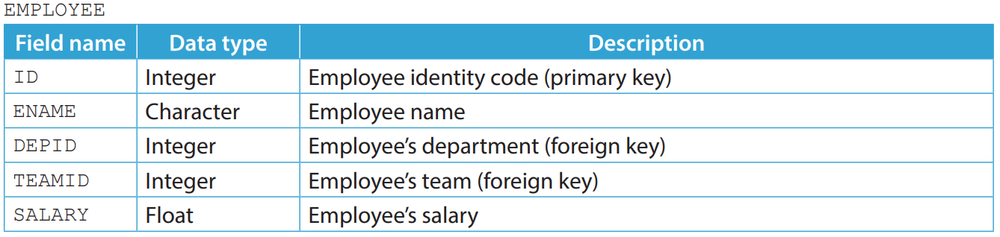 EMPLOYEE
Field name Data type Description
ID Integer Employee identity code (primary key)
ENAME Character Employee name
DEPID Integer Employee’s department (foreign key)
TEAMID Integer Employee’s team (foreign key)
SALARY Float Employee’s salary